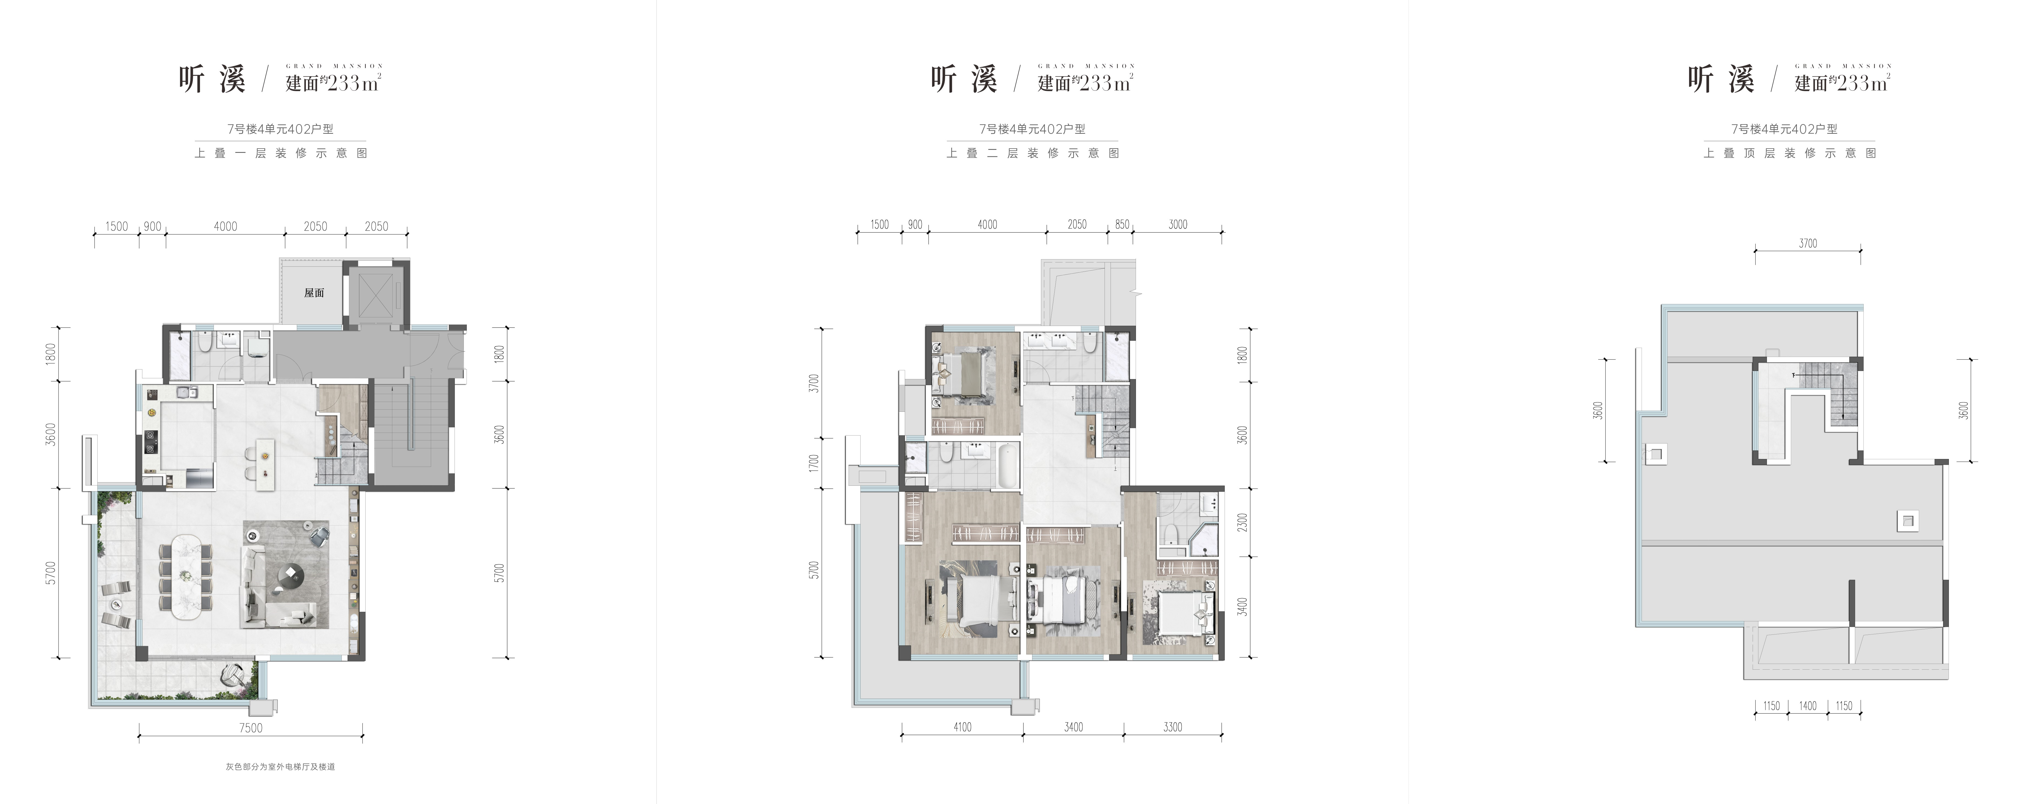 听溪
GRAND MANSION
建面约233m²
7号楼4单元402户型
上叠一层装修示意图
1500 900 4000 2050 2050
屋面
1800
3600
5700
1800
3600
5700
7500
灰色部分为室外电梯厅及楼道
听溪
GRAND MANSION
建面约233m²
7号楼4单元402户型
上叠二层装修示意图
1500 900 4000 2050 850 3000
3700
1700
5700
1800
3600
2300
3400
4100 3400 3300
听溪
GRAND MANSION
建面约233m²
7号楼4单元402户型
上叠顶层装修示意图
3700
3600
3600
1150 1400 1150